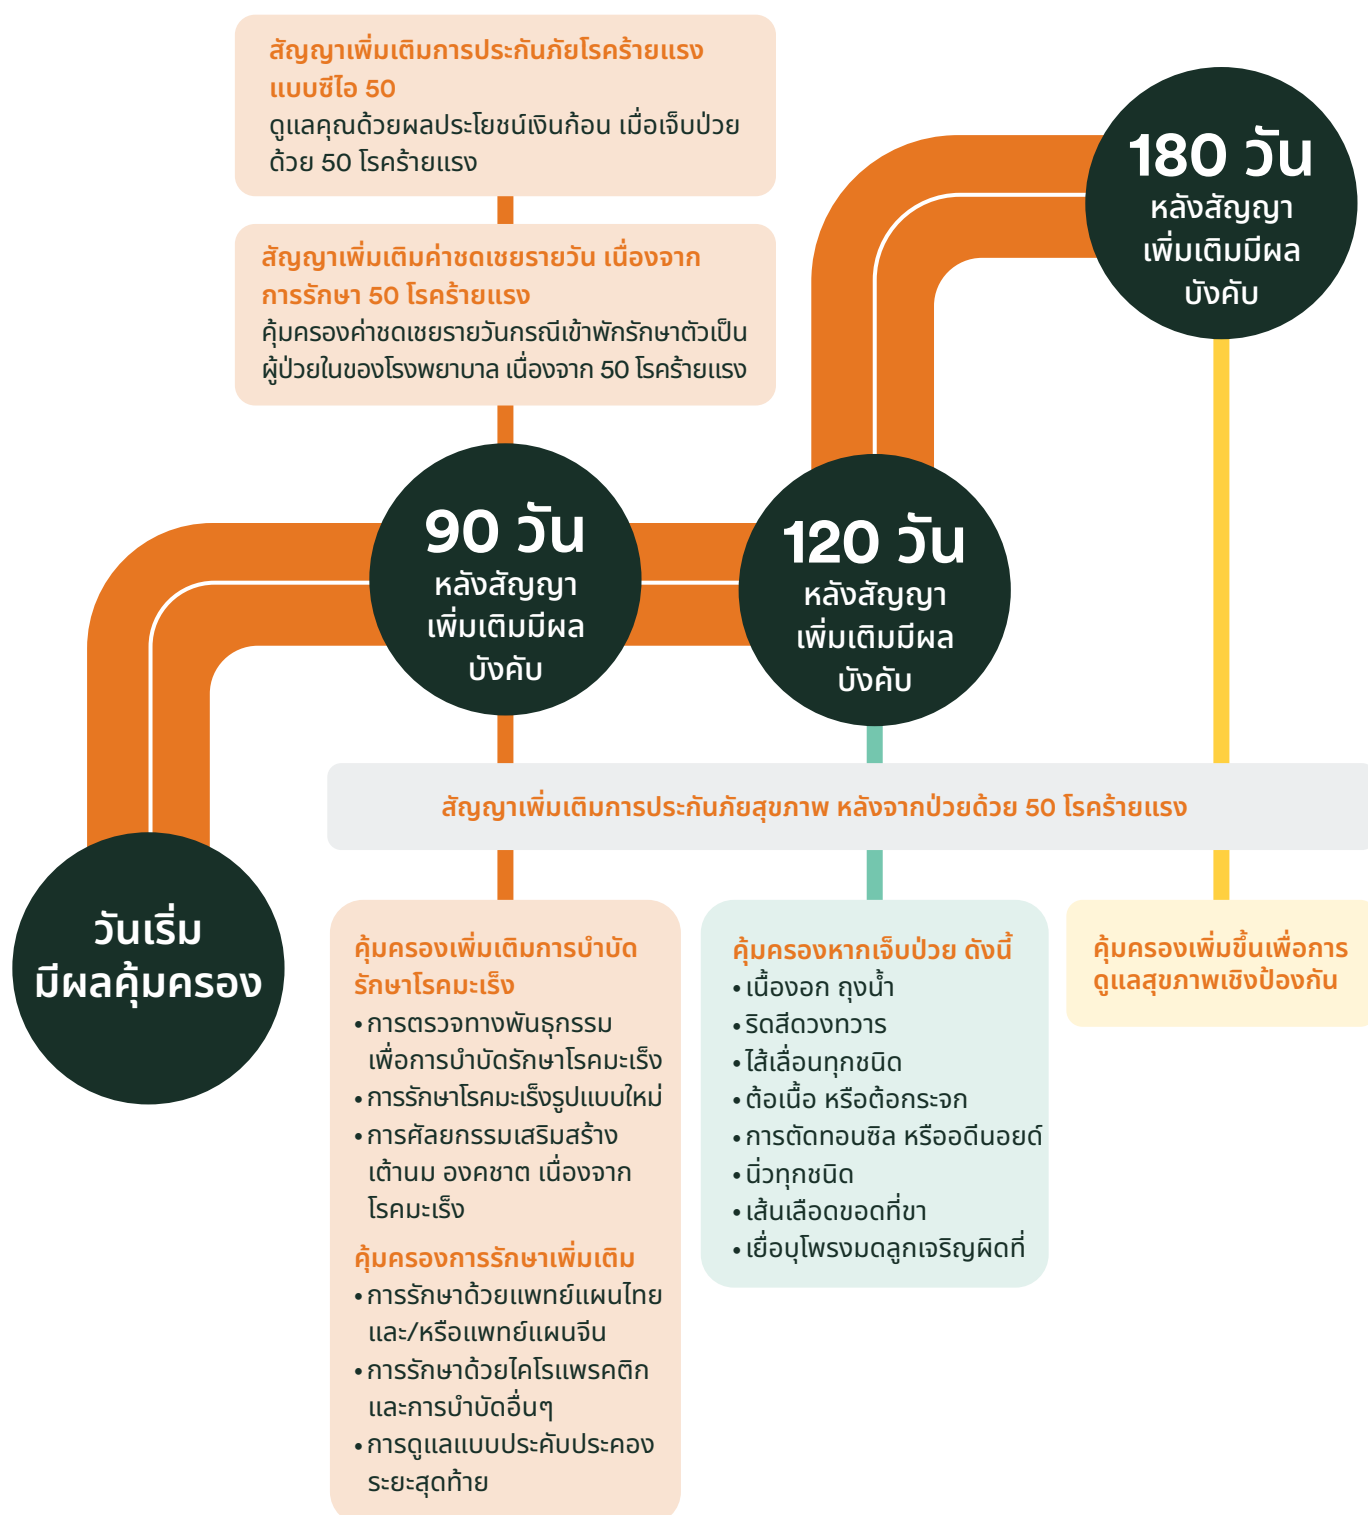 สัญญาเพิ่มเติมการประกันภัยโรคร้ายแรง
แบบซีไอ 50
ดูแลคุณด้วยผลประโยชน์เงินก้อน เมื่อเจ็บป่วย
ด้วย 50 โรคร้ายแรง
สัญญาเพิ่มเติมค่าชดเชยรายวัน เนื่องจาก
การรักษา 50 โรคร้ายแรง
คุ้มครองค่าชดเชยรายวันกรณีเข้าพักรักษาตัวเป็น
ผู้ป่วยในของโรงพยาบาล เนื่องจาก 50 โรคร้ายแรง
180 วัน
หลังสัญญา
เพิ่มเติมมีผล
บังคับ
90 วัน
หลังสัญญา
เพิ่มเติมมีผล
บังคับ
120 วัน
หลังสัญญา
เพิ่มเติมมีผล
บังคับ
สัญญาเพิ่มเติมการประกันภัยสุขภาพ หลังจากป่วยด้วย 50 โรคร้ายแรง
วันเริ่ม
มีผลคุ้มครอง
คุ้มครองเพิ่มเติมการบำบัด
รักษาโรคมะเร็ง
• การตรวจทางพันธุกรรม
เพื่อการบำบัดรักษาโรคมะเร็ง
• การรักษาโรคมะเร็งรูปแบบใหม่
• การศัลยกรรมเสริมสร้าง
เต้านม องคชาต เนื่องจาก
โรคมะเร็ง
คุ้มครองการรักษาเพิ่มเติม
• การรักษาด้วยแพทย์แผนไทย
และ/หรือแพทย์แผนจีน
• การรักษาด้วยไคโรแพรคติก
และการบำบัดอื่นๆ
• การดูแลแบบประคับประคอง
ระยะสุดท้าย
คุ้มครองหากเจ็บป่วย ดังนี้
• เนื้องอก ถุงน้ำ
• ริดสีดวงทวาร
• ไส้เลื่อนทุกชนิด
• ต้อเนื้อ หรือต้อกระจก
• การตัดทอนซิล หรืออดีนอยด์
• นิ่วทุกชนิด
• เส้นเลือดขอดที่ขา
• เยื่อบุโพรงมดลูกเจริญผิดที่
คุ้มครองเพิ่มขึ้นเพื่อการ
ดูแลสุขภาพเชิงป้องกัน